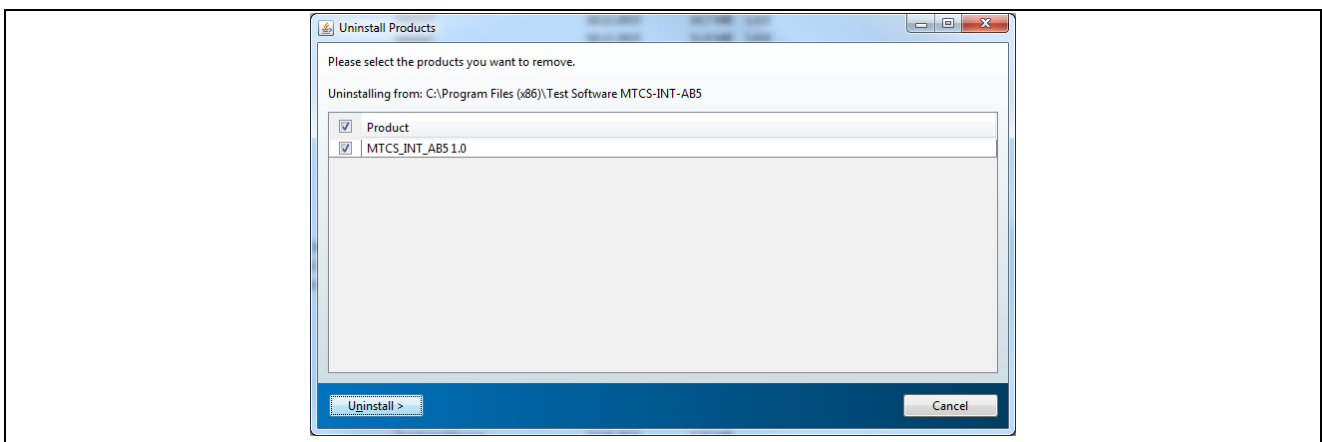 Uninstall Products
Please select the products you want to remove.
Uninstalling from: C:\Program Files (x86)\Test Software MTCS-INT-AB5
Product
MTCS_INT_AB5 1.0
Uninstall >
Cancel